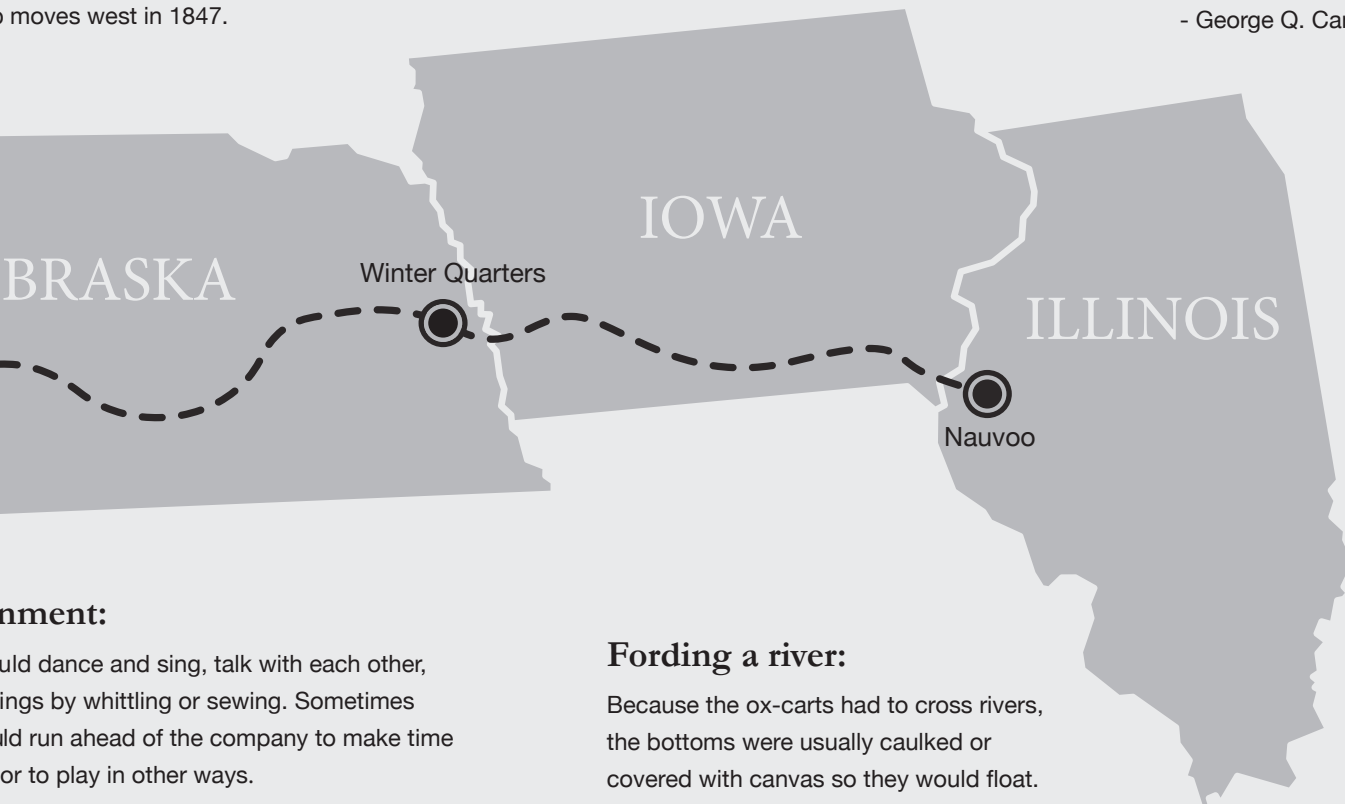 o moves west in 1847.
- George Q. Can
IOWA
BRASKA
Winter Quarters
ILLINOIS
Nauvoo
nment:
uld dance and sing, talk with each other,
ings by whittling or sewing. Sometimes
uld run ahead of the company to make time
or to play in other ways.
Fording a river:
Because the ox-carts had to cross rivers,
the bottoms were usually caulked or
covered with canvas so they would float.